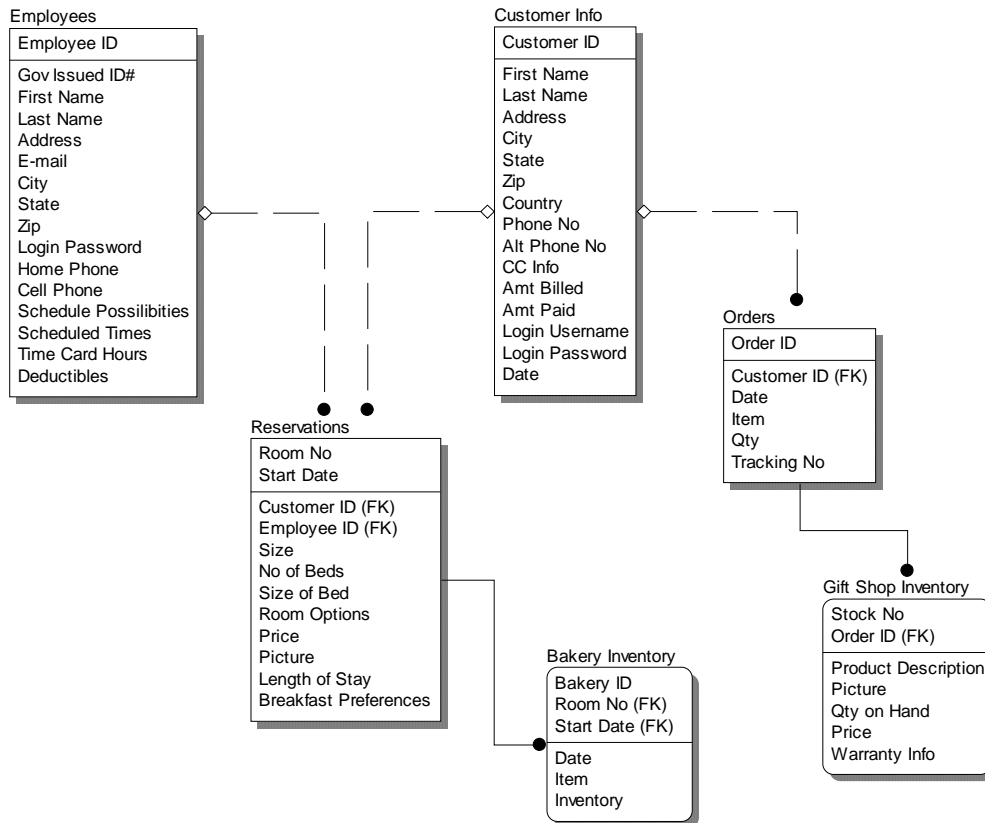 Employees
Employee ID
Gov Issued ID#
First Name
Last Name
Address
E-mail
City
State
Zip
Login Password
Home Phone
Cell Phone
Schedule Possilibities
Scheduled Times
Time Card Hours
Deductibles
Customer Info
Customer ID
First Name
Last Name
Address
City
State
Zip
Country
Phone No
Alt Phone No
CC Info
Amt Billed
Amt Paid
Login Username
Login Password
Date
Orders
Order ID
Customer ID (FK)
Date
Item
Qty
Tracking No
Reservations
Room No
Start Date
Customer ID (FK)
Employee ID (FK)
Size
No of Beds
Size of Bed
Room Options
Price
Picture
Length of Stay
Breakfast Preferences
Bakery Inventory
Bakery ID
Room No (FK)
Start Date (FK)
Date
Item
Inventory
Gift Shop Inventory
Stock No
Order ID (FK)
Product Description
Picture
Qty on Hand
Price
Warranty Info